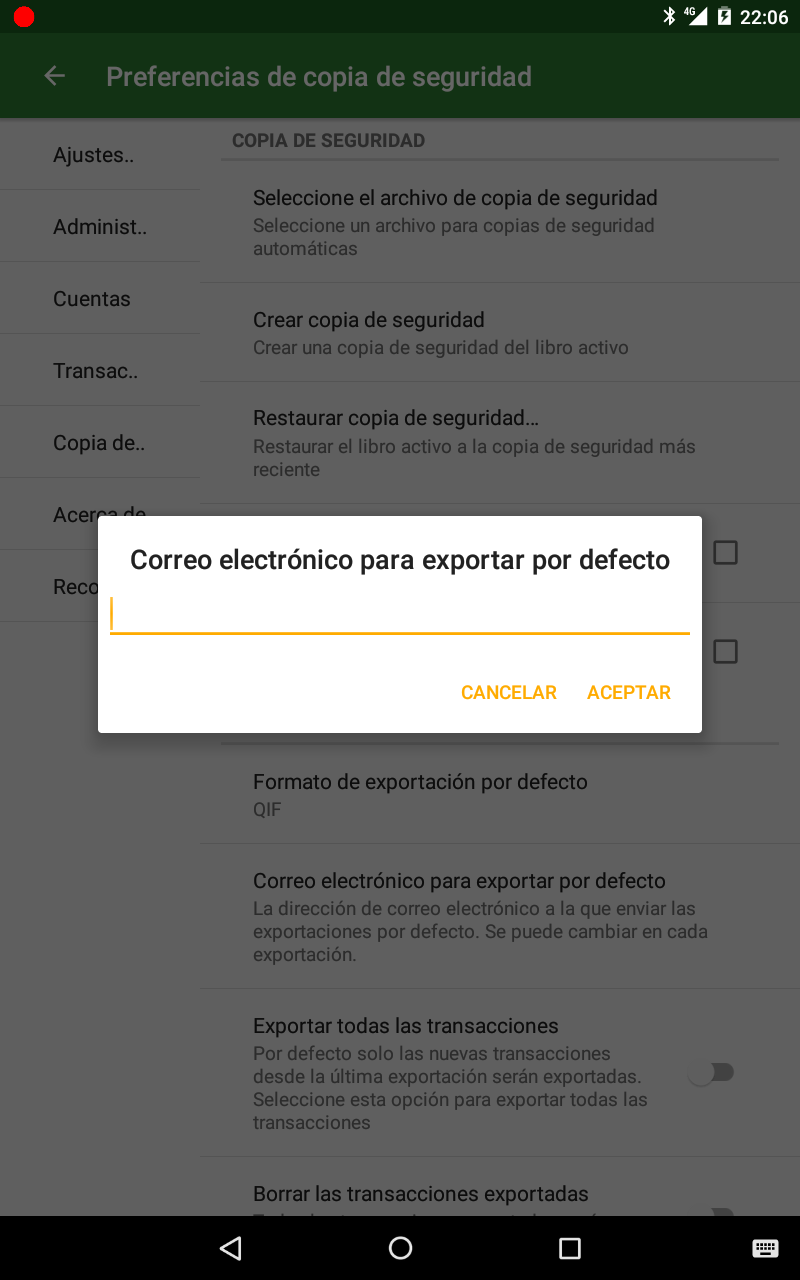 4G 22:06
Preferencias de copia de seguridad
Ajustes..
Administ..
Cuentas
Transac..
Copia de..
Acerca de
Reco
COPIA DE SEGURIDAD
Seleccione el archivo de copia de seguridad
Seleccione un archivo para copias de seguridad
automáticas
Crear copia de seguridad
Crear una copia de seguridad del libro activo
Restaurar copia de seguridad…
Restaurar el libro activo a la copia de seguridad más
reciente
Correo electrónico para exportar por defecto
CANCELAR ACEPTAR
Formato de exportación por defecto
QIF
Correo electrónico para exportar por defecto
La dirección de correo electrónico a la que enviar las
exportaciones por defecto. Se puede cambiar en cada
exportación.
Exportar todas las transacciones
Por defecto solo las nuevas transacciones
desde la última exportación serán exportadas.
Seleccione esta opción para exportar todas las
transacciones
Borrar las transacciones exportadas